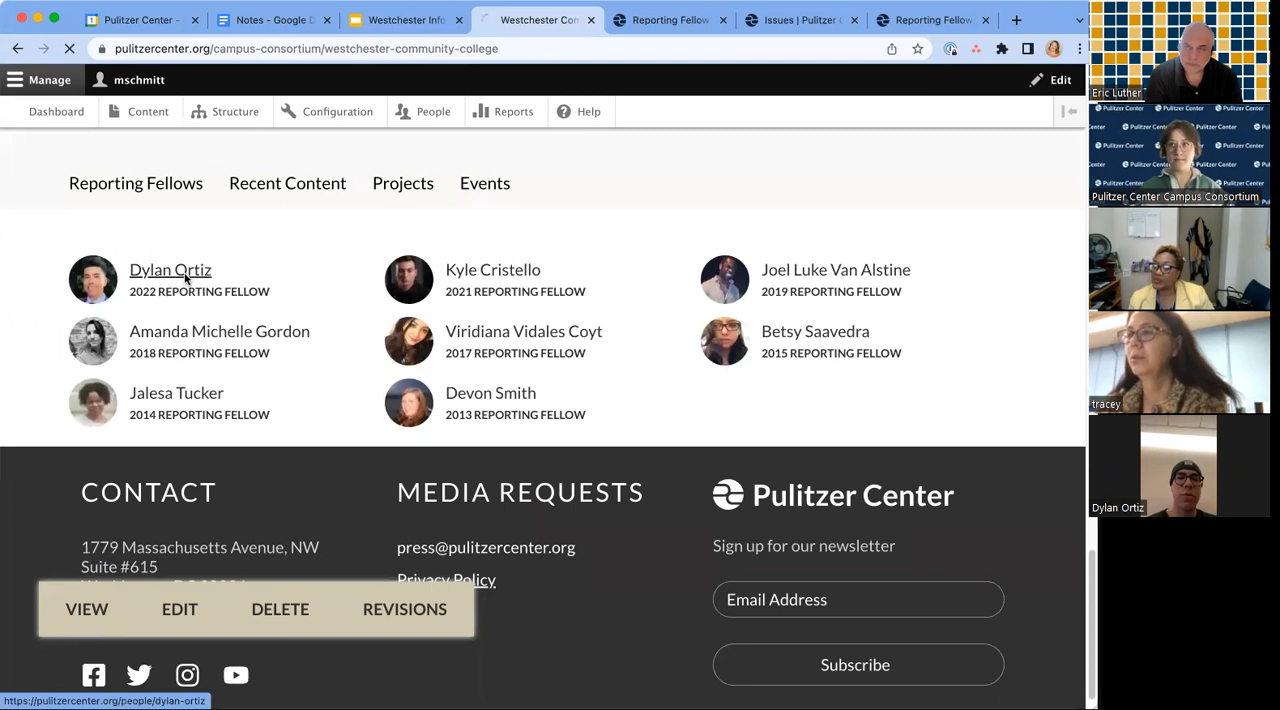 Pulitzer Center -
Notes - Google D
Westchester Info
Westchester Con
Reporting Fellow
Issues | Pulitzer C
Reporting Fellow
pulitzercenter.org/campus-consortium/westchester-community-college
Manage
mschmitt
Edit
Dashboard
Content
Structure
Configuration
People
Reports
Help
Reporting Fellows
Recent Content
Projects
Events
Dylan Ortiz
2022 REPORTING FELLOW
Kyle Cristello
2021 REPORTING FELLOW
Joel Luke Van Alstine
2019 REPORTING FELLOW
Amanda Michelle Gordon
2018 REPORTING FELLOW
Viridiana Vidales Coyt
2017 REPORTING FELLOW
Betsy Saavedra
2015 REPORTING FELLOW
Jalesa Tucker
2014 REPORTING FELLOW
Devon Smith
2013 REPORTING FELLOW
CONTACT
1779 Massachusetts Avenue, NW
Suite #615
MEDIA REQUESTS
press@pulitzercenter.org
Privacy Policy
Pulitzer Center
Sign up for our newsletter
Email Address
Subscribe
VIEW
EDIT
DELETE
REVISIONS
https://pulitzercenter.org/people/dylan-ortiz
Eric Luther
Pulitzer Center
Pulitzer Center
Pulitzer Center Campus Consortium
tracey
Dylan Ortiz